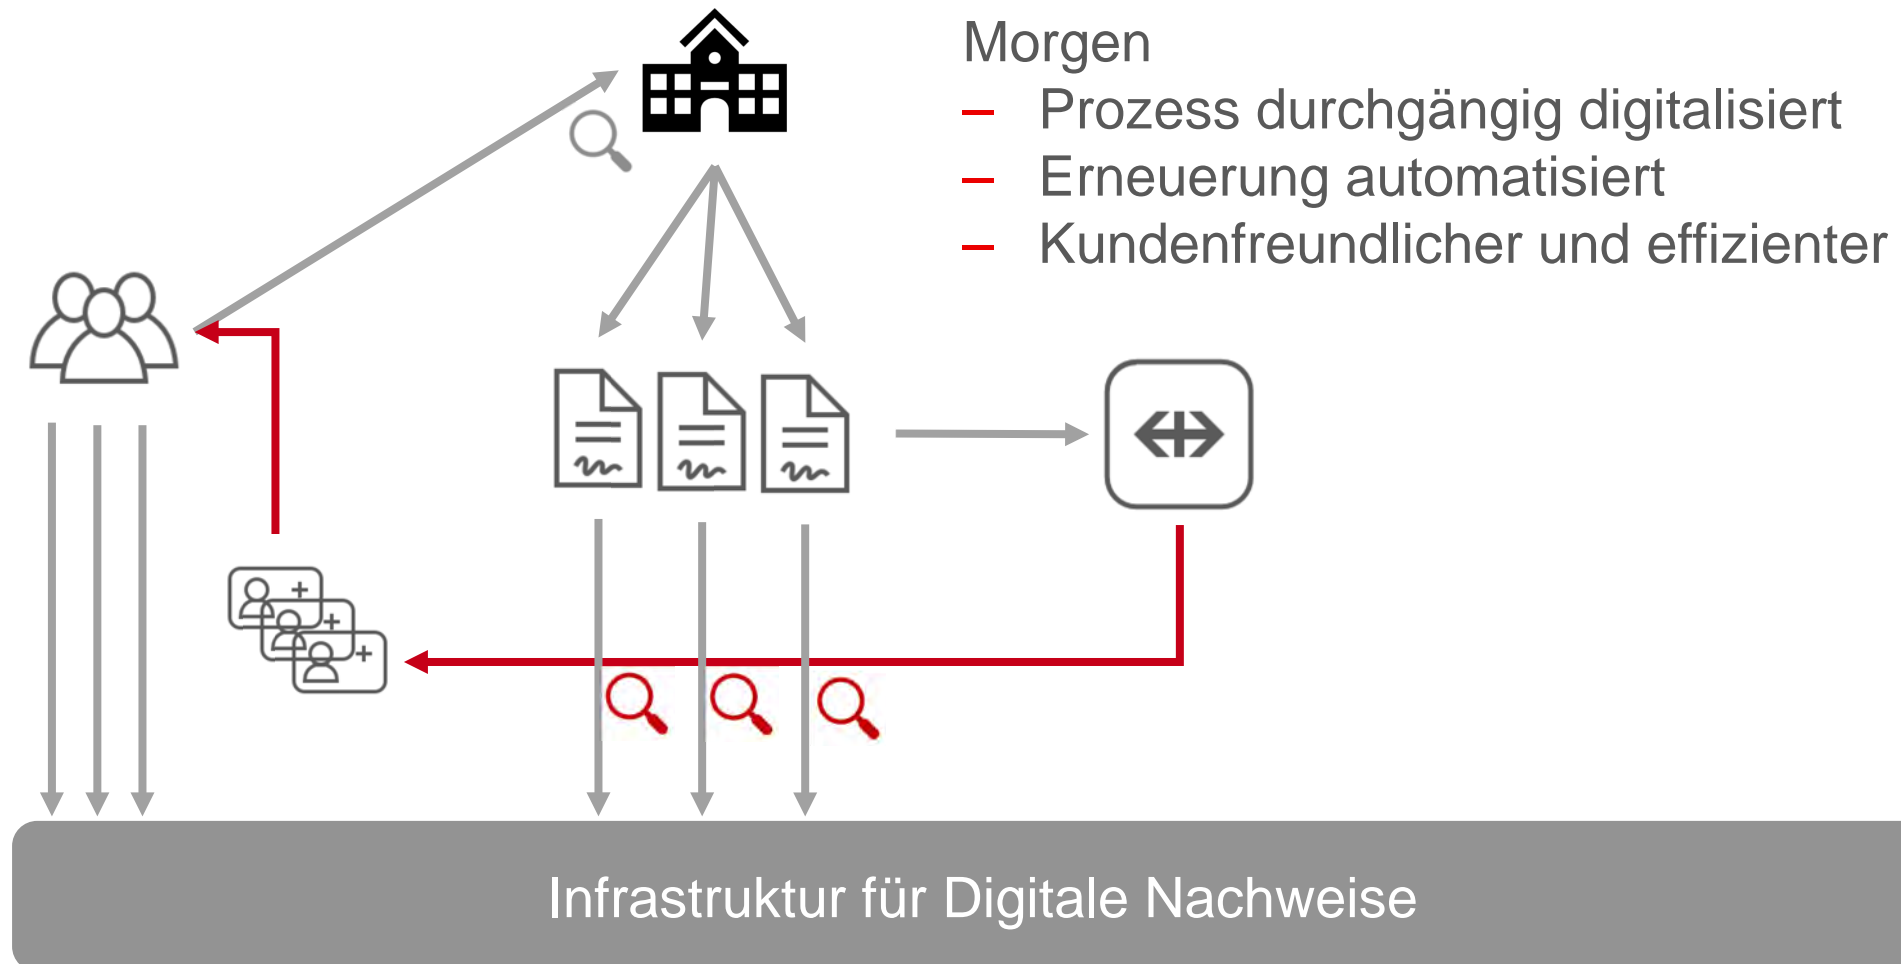 Morgen
– Prozess durchgängig digitalisiert
– Erneuerung automatisiert
– Kundenfreundlicher und effizienter
Infrastruktur für Digitale Nachweise